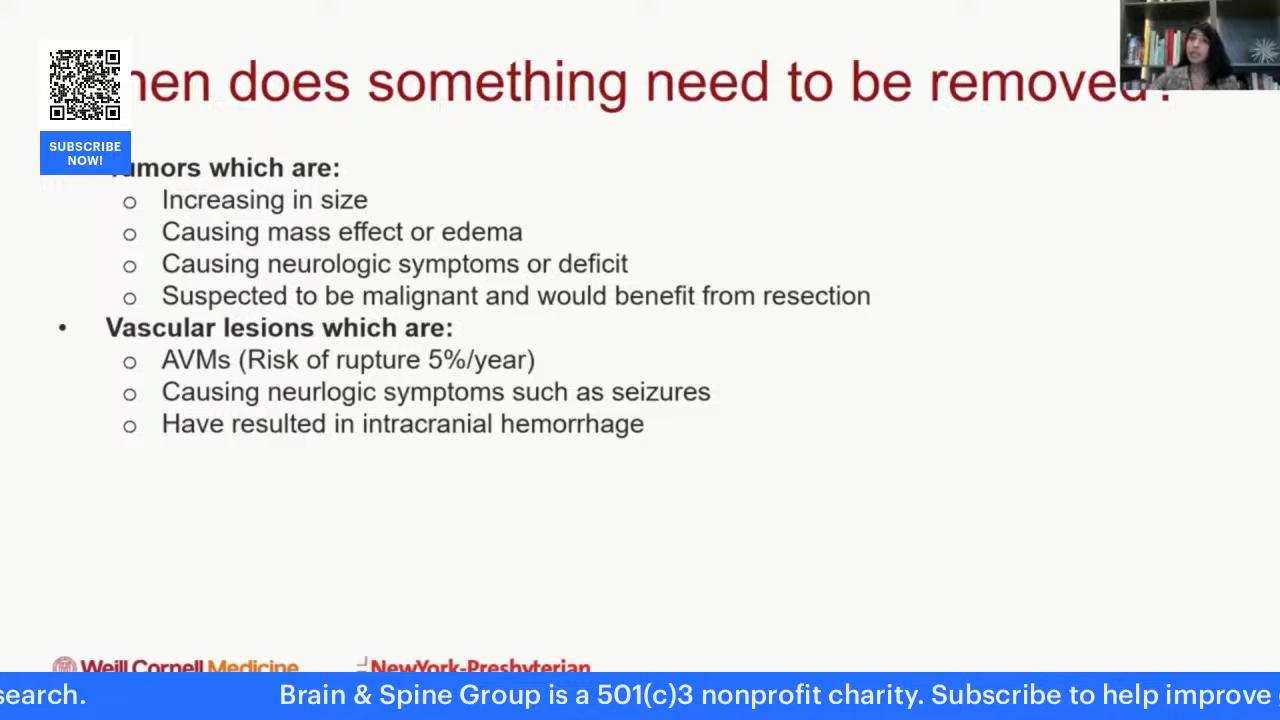 hen does something need to be removed?
SUBSCRIBE
NOW!
Tumors which are:
o Increasing in size
o Causing mass effect or edema
o Causing neurologic symptoms or deficit
o Suspected to be malignant and would benefit from resection
• Vascular lesions which are:
o AVMs (Risk of rupture 5%/year)
o Causing neurlogic symptoms such as seizures
o Have resulted in intracranial hemorrhage
Weill Cornell Medicine
NewYork-Presbyterian
search. Brain & Spine Group is a 501(c)3 nonprofit charity. Subscribe to help improve